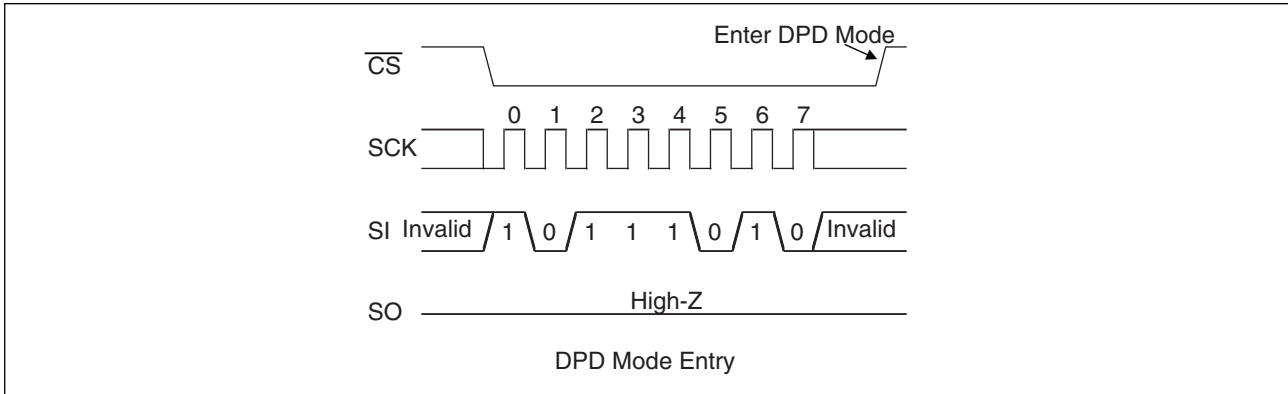 Enter DPD Mode
CS
0 1 2 3 4 5 6 7
SCK
SI Invalid 1 0 1 1 1 0 1 0 Invalid
High-Z
SO
DPD Mode Entry